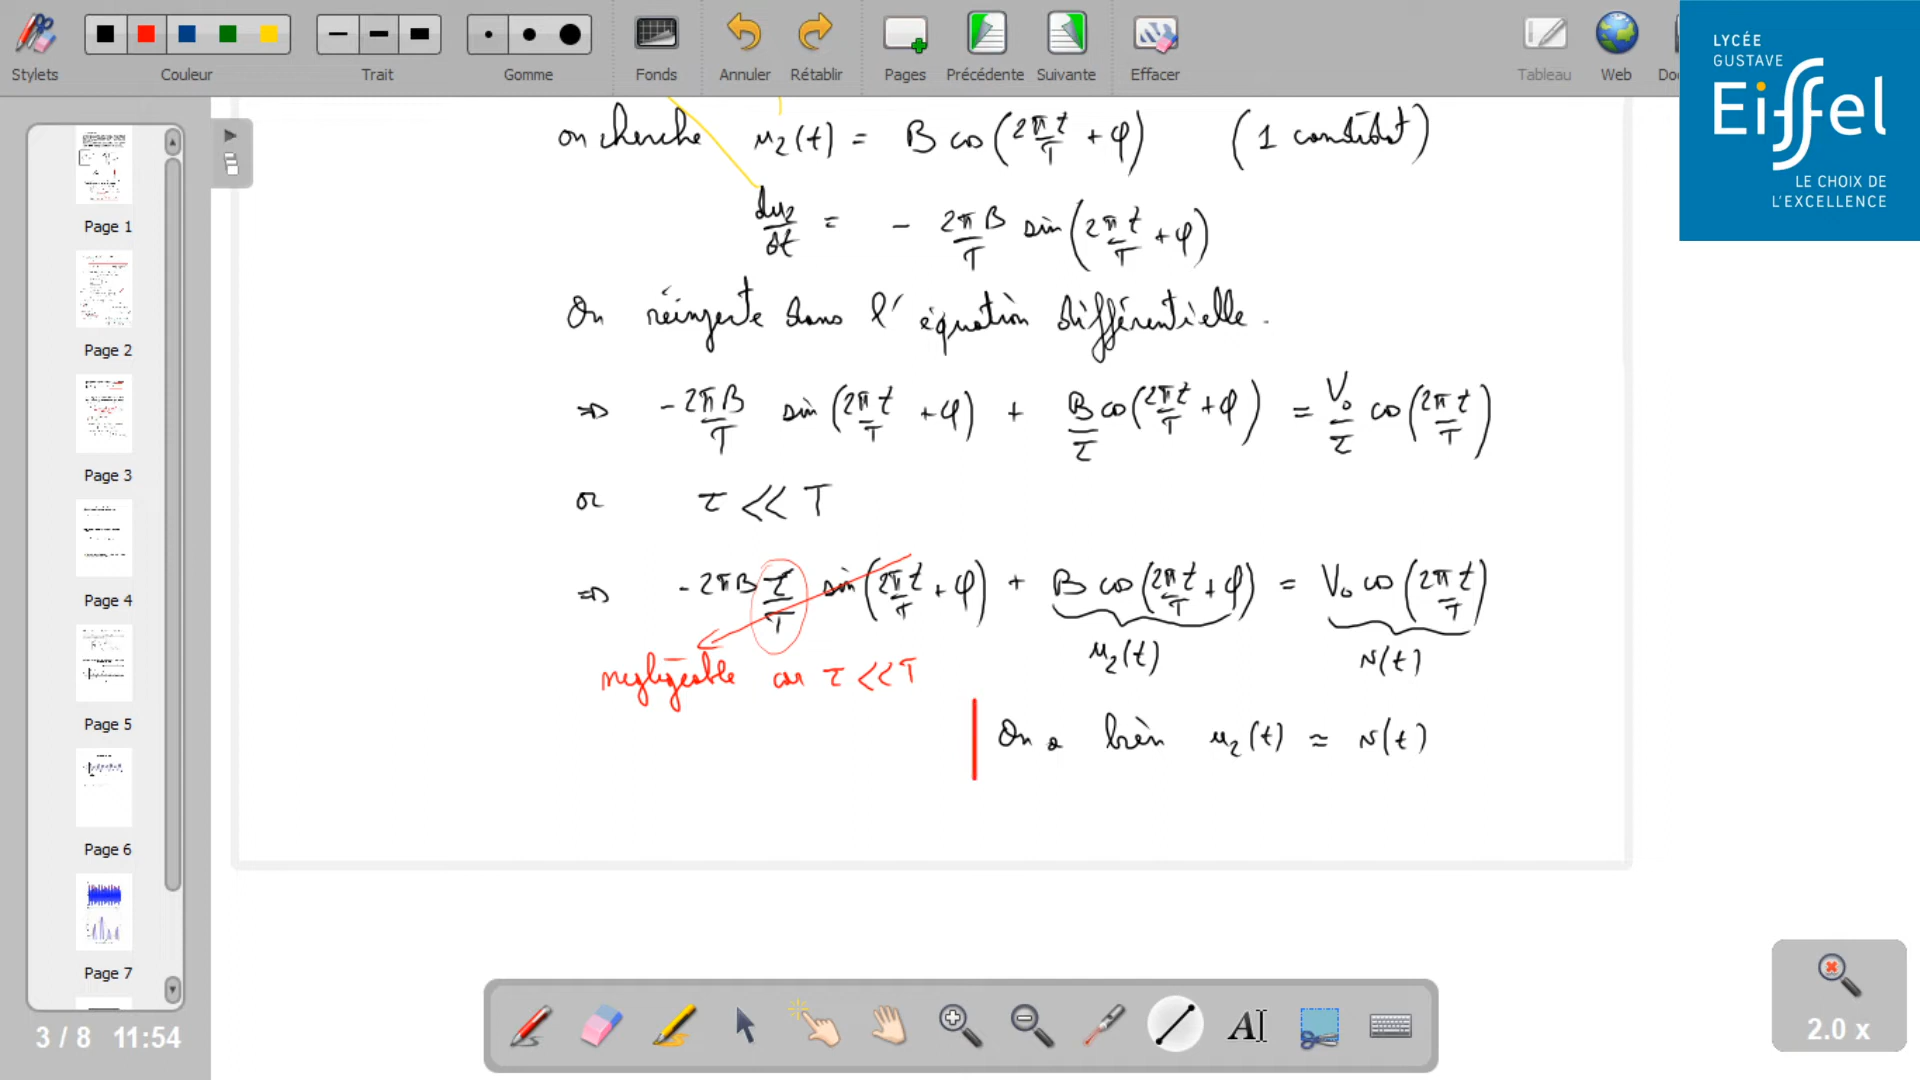 Stylets Couleur Trait Gomme Fonds Annuler Rétablir Pages Précédente Suivante Effacer Tableau Web
LYCÉE
GUSTAVE
Eiffel
LE CHOIX DE
L'EXCELLENCE
Page 1
Page 2
Page 3
Page 4
Page 5
Page 6
Page 7
3 / 8 11:54
on cherche u₂(t) = B cos(2πt/T + φ) (1 constituant)
du₂/dt = - 2πB/T sin(2πt/T + φ)
On réinjecte dans l'équation différentielle.
⇒ -2πB/T sin(2πt/T + φ) + B/τ cos(2πt/T + φ) = V₀/τ cos(2πt/T)
or τ << T
⇒ -2πB τ/T sin(2πt/T + φ) + B cos(2πt/T + φ) = V₀ cos(2πt/T)
u₂(t) v(t)
négligeable car τ << T
On a bien u₂(t) ≈ v(t)
2.0 x